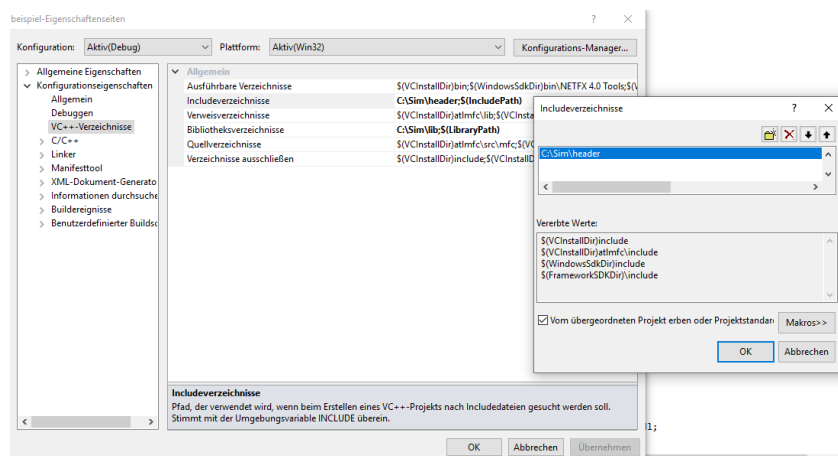 beispiel-Eigenschaftenseiten ? ×
Konfiguration: Aktiv(Debug) Plattform: Aktiv(Win32) Konfigurations-Manager...
Allgemeine Eigenschaften
Konfigurationseigenschaften
Allgemein
Debuggen
VC++-Verzeichnisse
C/C++
Linker
Manifesttool
XML-Dokument-Generato
Informationen durchsuche
Buildereignisse
Benutzerdefinierter Buildsc
Allgemein
Ausführbare Verzeichnisse $(VCInstallDir)bin;$(WindowsSdkDir)bin\NETFX 4.0 Tools;$(\
Includeverzeichnisse C:\Sim\header;$(IncludePath)
Verweisverzeichnisse $(VCInstallDir)atlmfc\lib;$(VCInsta
Bibliotheksverzeichnisse C:\Sim\lib;$(LibraryPath)
Quellverzeichnisse $(VCInstallDir)atlmfc\src\mfc;$(VC
Verzeichnisse ausschließen $(VCInstallDir)include;$(VCInstallD
Includeverzeichnisse
Pfad, der verwendet wird, wenn beim Erstellen eines VC++-Projekts nach Includedateien gesucht werden soll.
Stimmt mit der Umgebungsvariable INCLUDE überein.
OK Abbrechen Übernehmen
Includeverzeichnisse ? ×
C:\Sim\header
Vererbte Werte:
$(VCInstallDir)include
$(VCInstallDir)atlmfc\include
$(WindowsSdkDir)include
$(FrameworkSDKDir)\include
Vom übergeordneten Projekt erben oder Projektstandar
Makros>>
OK Abbrechen